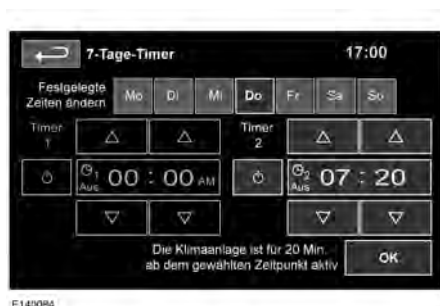 7-Tage-Timer 17:00
Festgelegte
Zeiten ändern
Mo Di Mi Do Fr Sa So
Timer
1
Timer
2
1
Aus
00 : 00 AM
2
Aus
07 : 20
Die Klimaanlage ist für 20 Min.
ab dem gewählten Zeitpunkt aktiv
OK
E140084